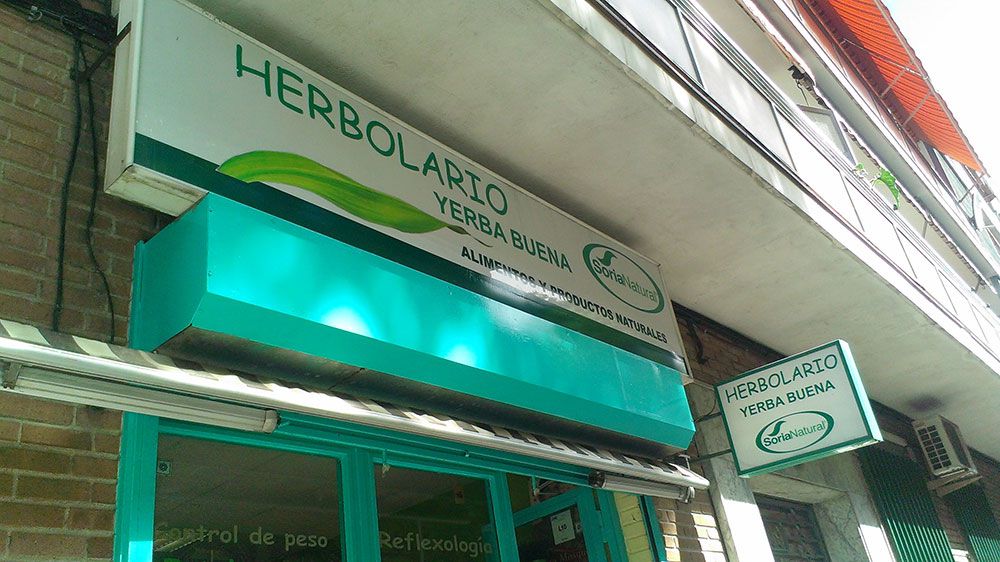 HERBOLARIO
YERBA BUENA
SoriaNatural
ALIMENTOS Y PRODUCTOS NATURALES
HERBOLARIO
YERBA BUENA
SoriaNatural
Control de peso
Reflexología